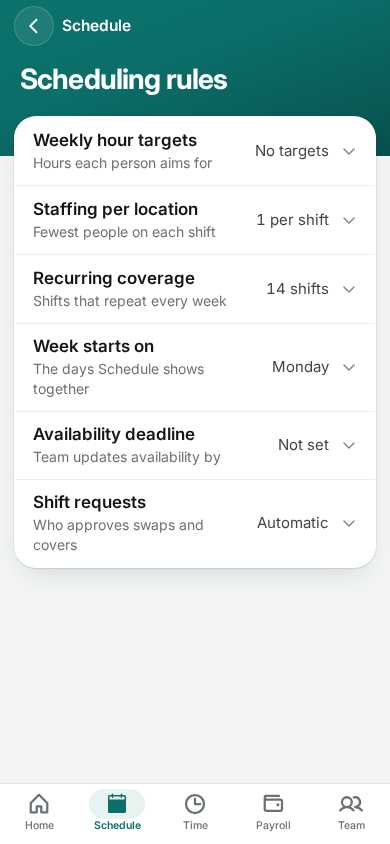 Schedule
Scheduling rules
Weekly hour targets
Hours each person aims for
No targets
Staffing per location
Fewest people on each shift
1 per shift
Recurring coverage
Shifts that repeat every week
14 shifts
Week starts on
The days Schedule shows
together
Monday
Availability deadline
Team updates availability by
Not set
Shift requests
Who approves swaps and
covers
Automatic
Home
Schedule
Time
Payroll
Team